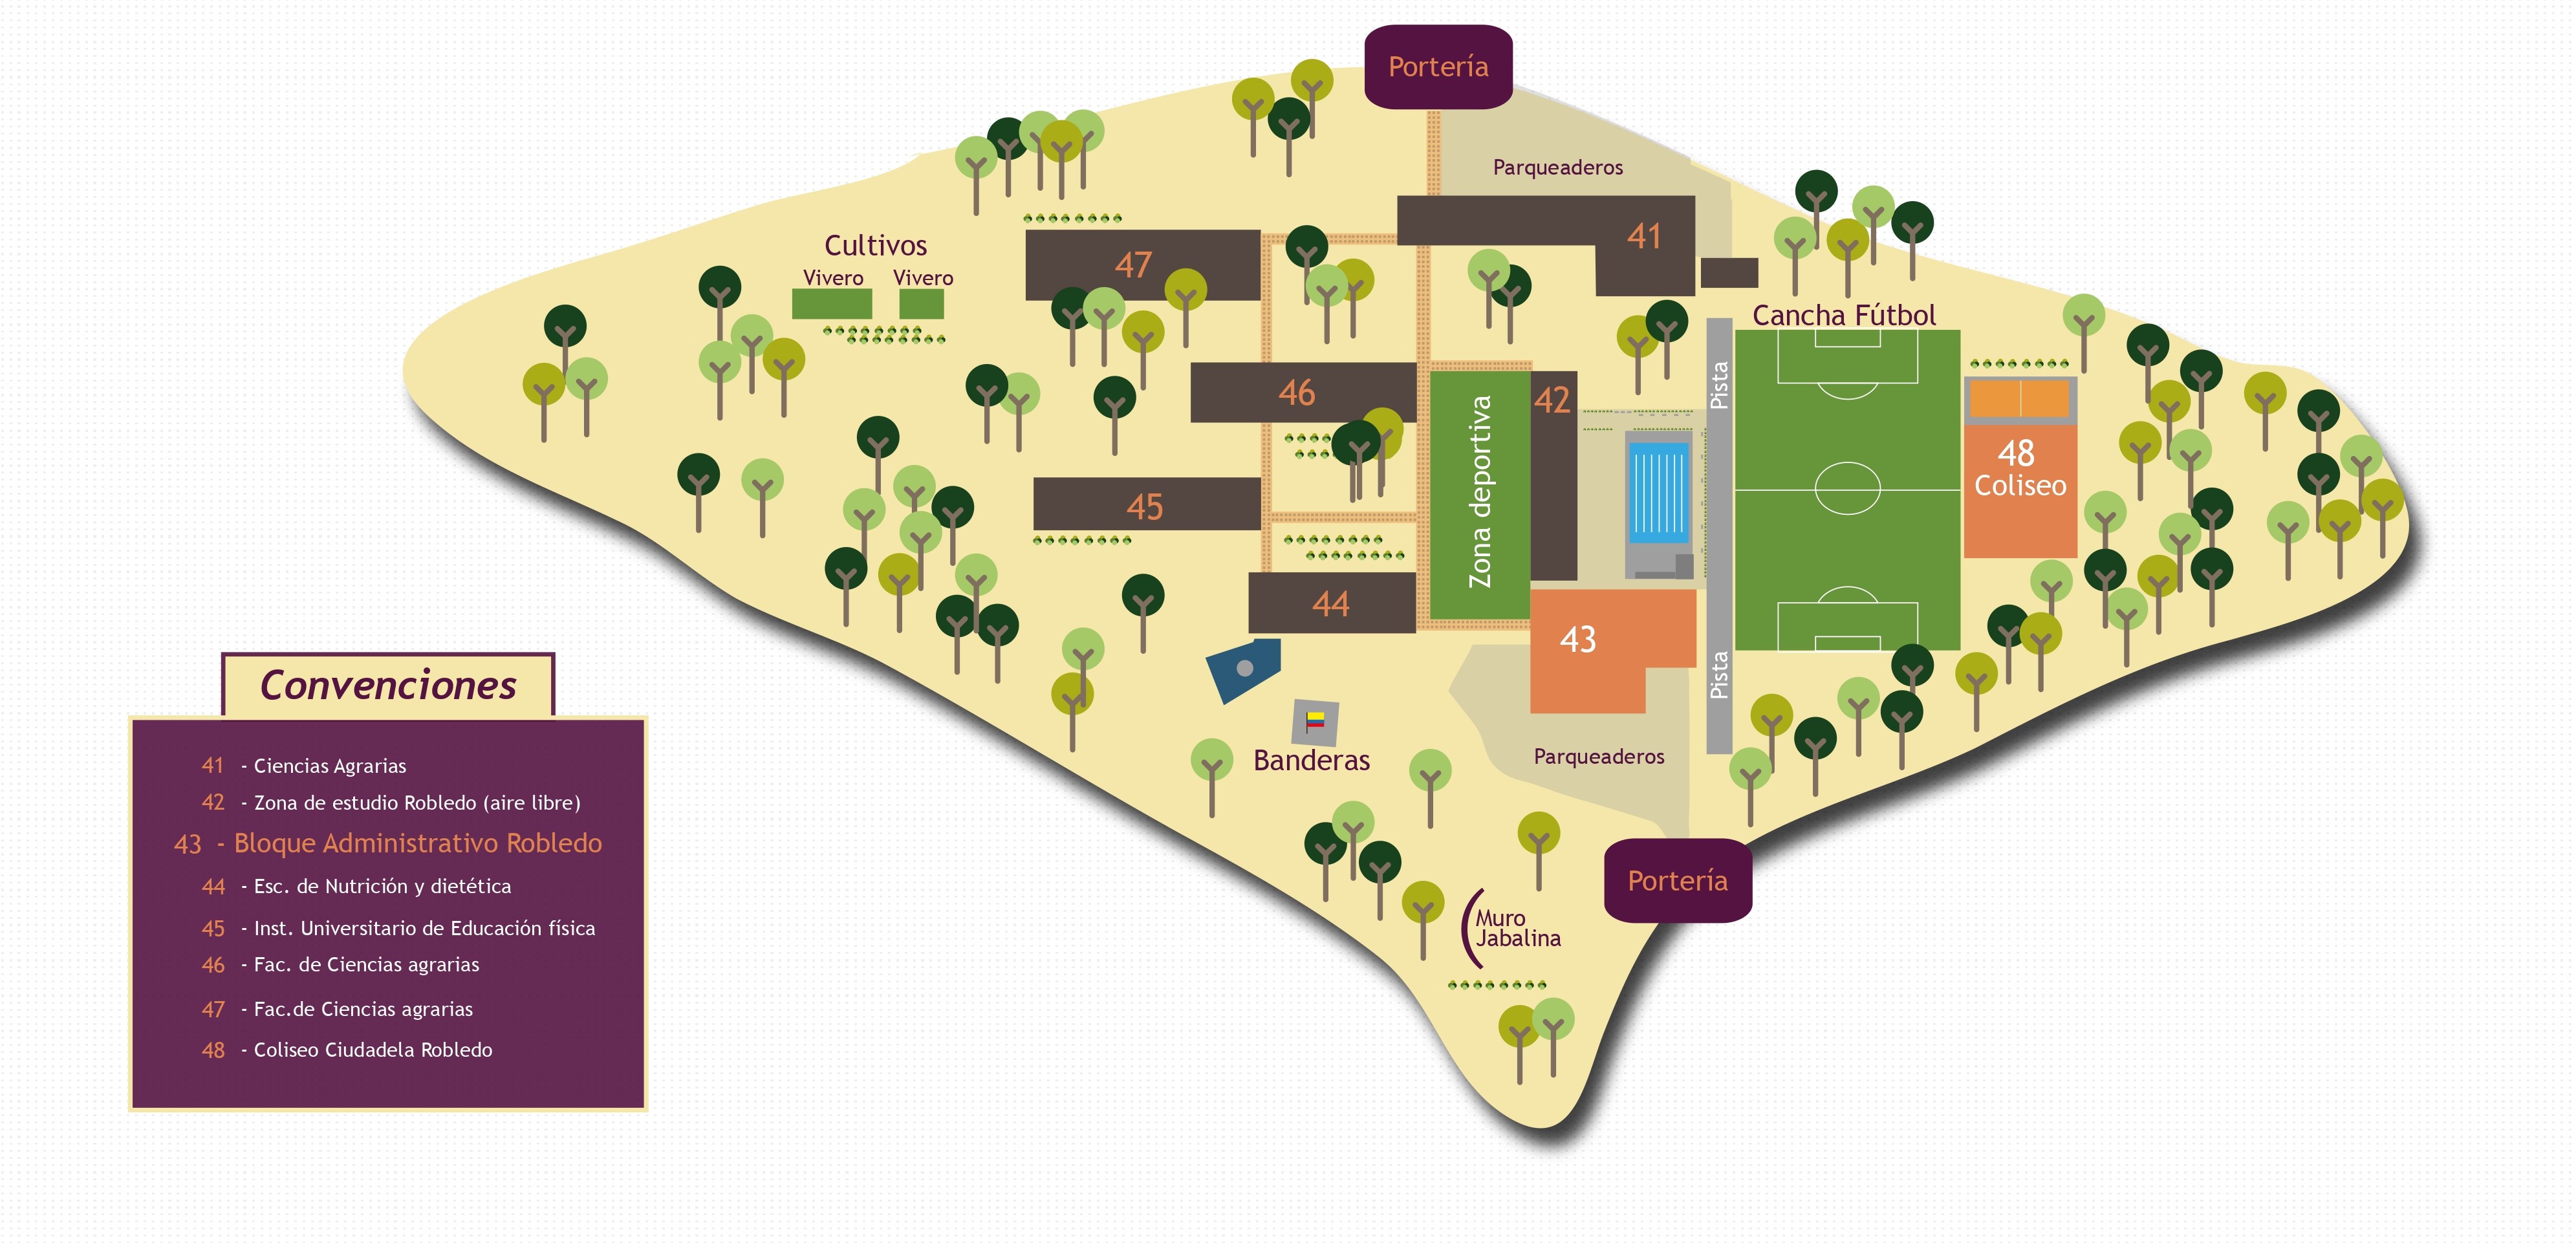 Portería
Parqueaderos
41
Cultivos
Vivero Vivero
47
Cancha Fútbol
46
Zona deportiva
42
Pista
48
Coliseo
45
44
43
Pista
Banderas
Parqueaderos
Portería
Muro
Jabalina
Convenciones
41 - Ciencias Agrarias
42 - Zona de estudio Robledo (aire libre)
43 - Bloque Administrativo Robledo
44 - Esc. de Nutrición y dietética
45 - Inst. Universitario de Educación física
46 - Fac. de Ciencias agrarias
47 - Fac.de Ciencias agrarias
48 - Coliseo Ciudadela Robledo